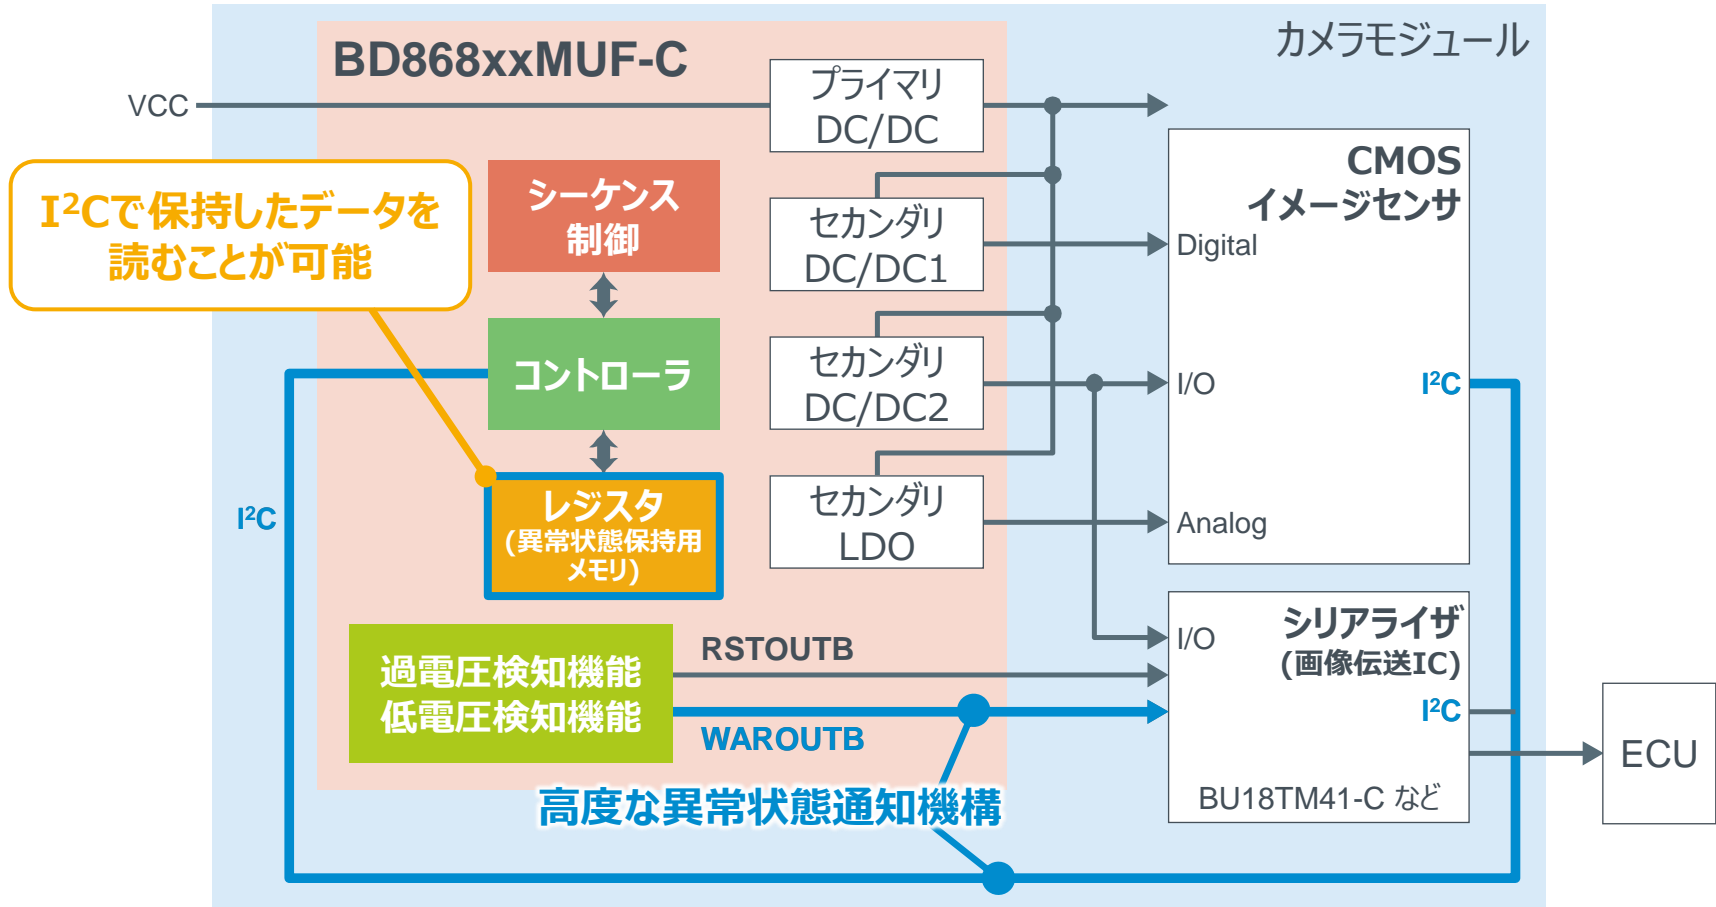 カメラモジュール
BD868xxMUF-C
VCC
プライマリ
DC/DC
I²Cで保持したデータを
読むことが可能
シーケンス
制御
セカンダリ
DC/DC1
CMOS
イメージセンサ
Digital
コントローラ
セカンダリ
DC/DC2
I/O
I²C
I²C
レジスタ
(異常状態保持用
メモリ)
セカンダリ
LDO
Analog
過電圧検知機能
低電圧検知機能
RSTOUTB
WAROUTB
I/O
シリアライザ
(画像伝送IC)
I²C
BU18TM41-C など
ECU
高度な異常状態通知機構